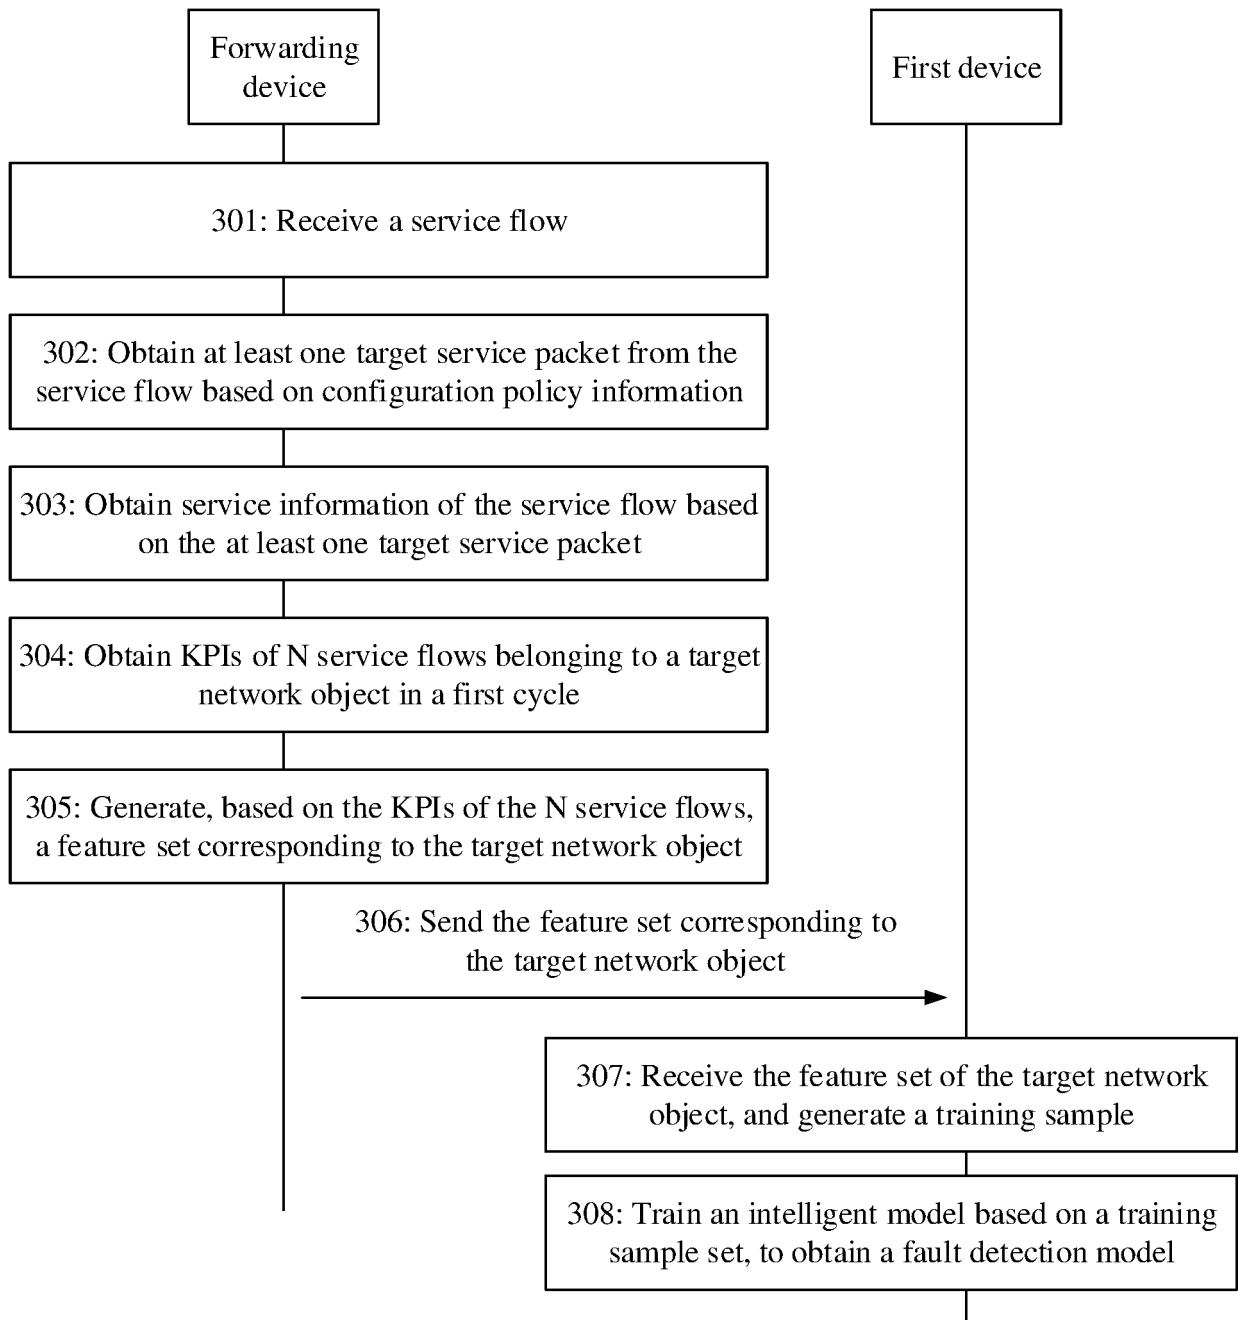 Forwarding
device
First device
301: Receive a service flow
302: Obtain at least one target service packet from the
service flow based on configuration policy information
303: Obtain service information of the service flow based
on the at least one target service packet
304: Obtain KPIs of N service flows belonging to a target
network object in a first cycle
305: Generate, based on the KPIs of the N service flows,
a feature set corresponding to the target network object
306: Send the feature set corresponding to
the target network object
307: Receive the feature set of the target network
object, and generate a training sample
308: Train an intelligent model based on a training
sample set, to obtain a fault detection model